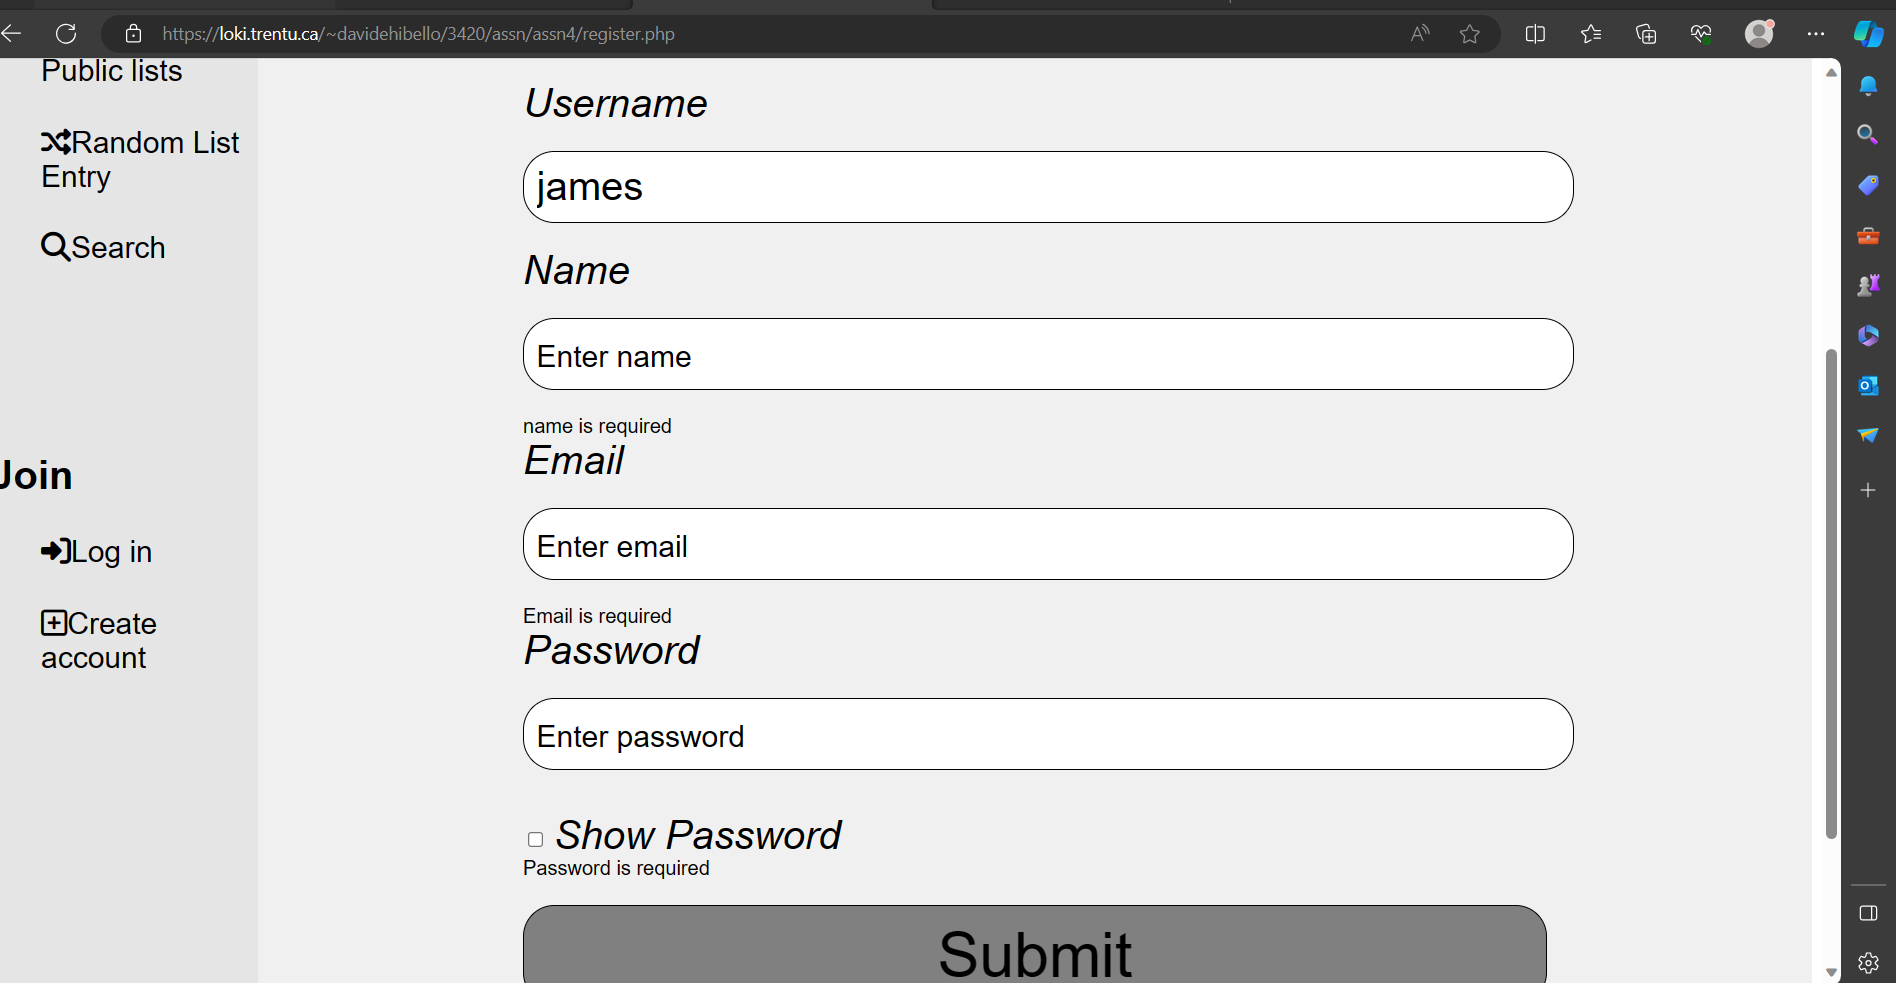 https://loki.trentu.ca/~davidehibello/3420/assn/assn4/register.php
Public lists
Random List
Entry
Search
Join
Log in
Create
account
Username
james
Name
Enter name
name is required
Email
Enter email
Email is required
Password
Enter password
Show Password
Password is required
Submit